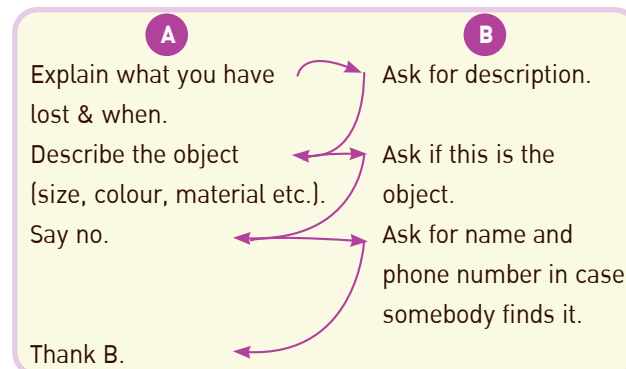 A
B
Explain what you have
lost & when.
Ask for description.
Describe the object
(size, colour, material etc.).
Ask if this is the
object.
Say no.
Ask for name and
phone number in case
somebody finds it.
Thank B.